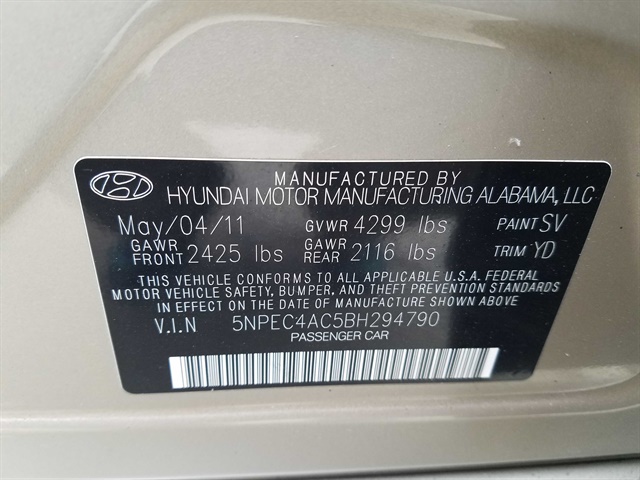 MANUFACTURED BY
HYUNDAI MOTOR MANUFACTURING ALABAMA, LLC
May/04/11 GVWR 4299 lbs PAINT SV
GAWR FRONT 2425 lbs GAWR REAR 2116 lbs TRIM YD
THIS VEHICLE CONFORMS TO ALL APPLICABLE U.S.A. FEDERAL
MOTOR VEHICLE SAFETY, BUMPER, AND THEFT PREVENTION STANDARDS
IN EFFECT ON THE DATE OF MANUFACTURE SHOWN ABOVE.
V.I.N 5NPEC4AC5BH294790
PASSENGER CAR